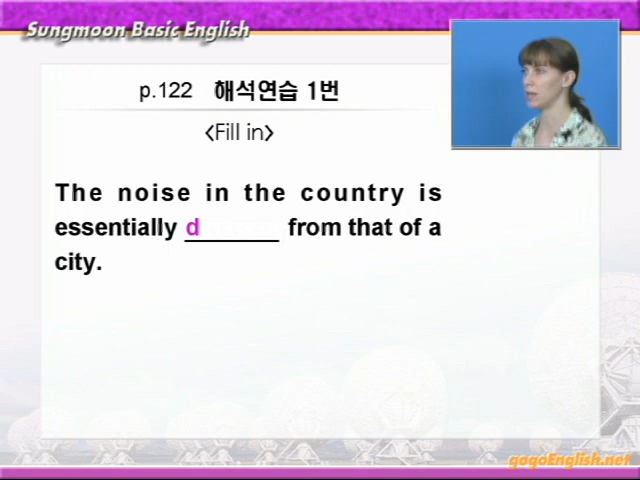 Sungmoon Basic English
p.122 해석연습 1번
<Fill in>
The noise in the country is
essentially d_______ from that of a
city.
gogoEnglish.net